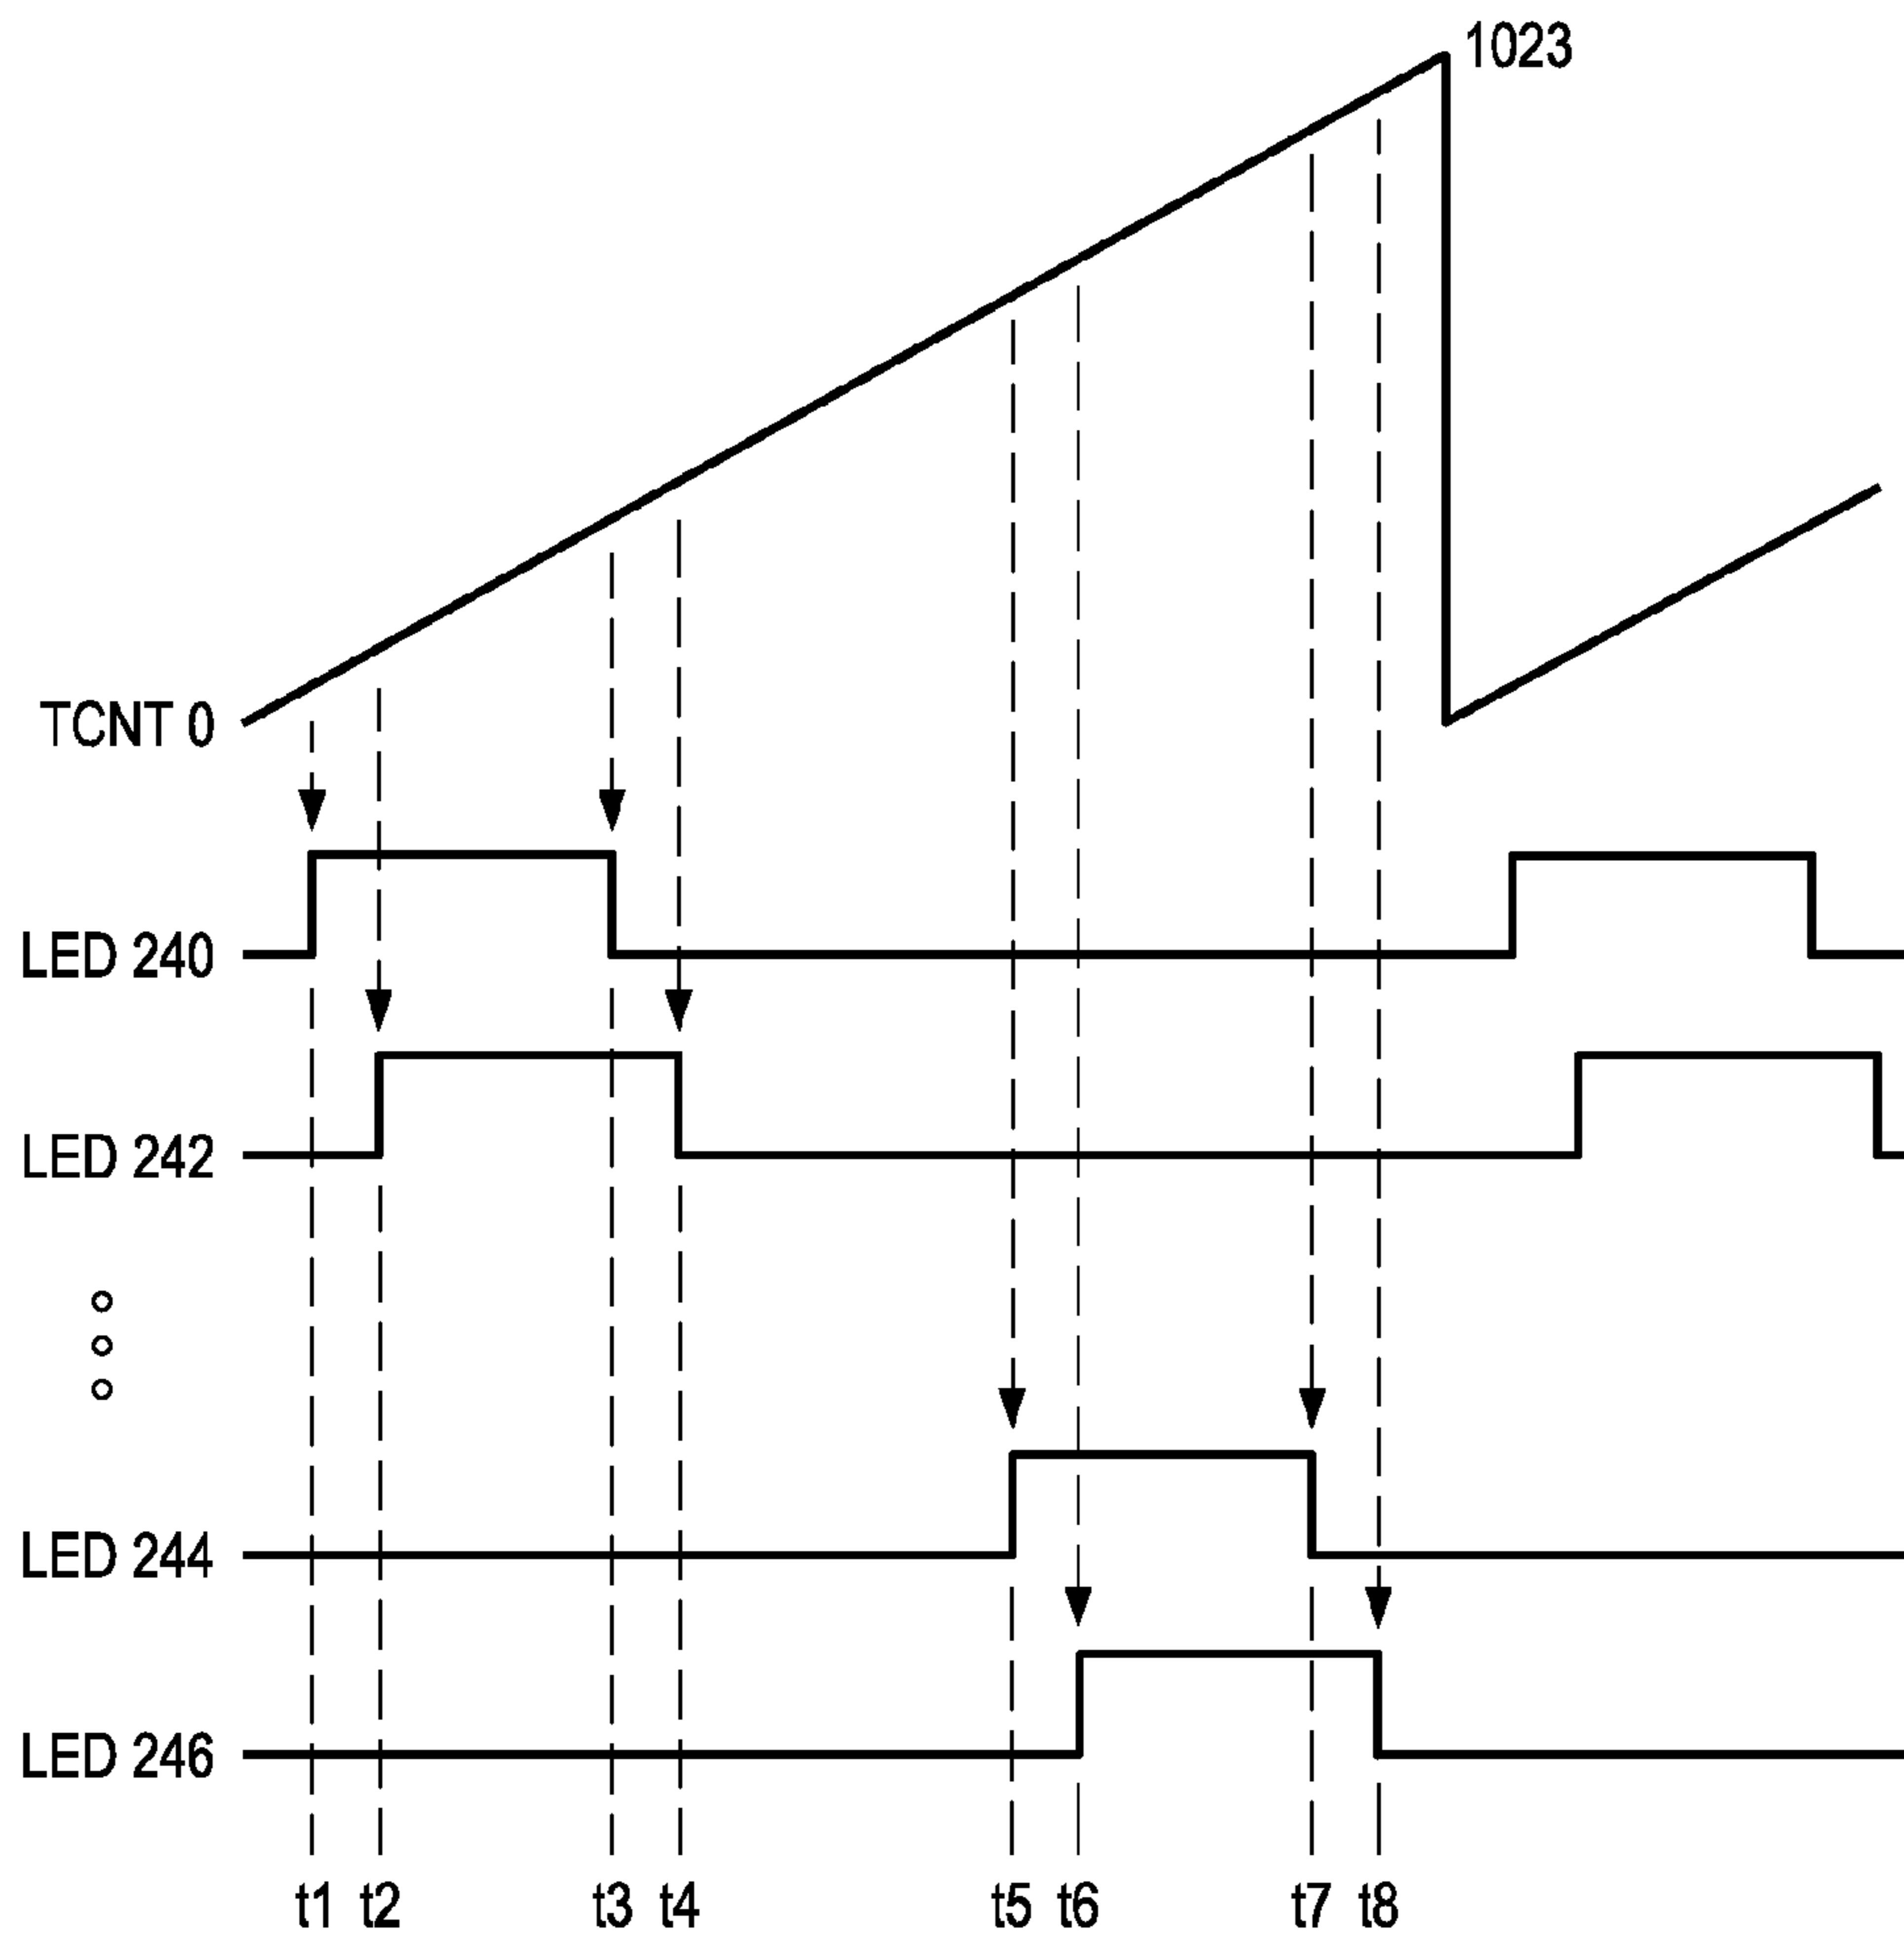 1023
TCNT 0
LED 240
LED 242
LED 244
LED 246
t1 t2 t3 t4 t5 t6 t7 t8